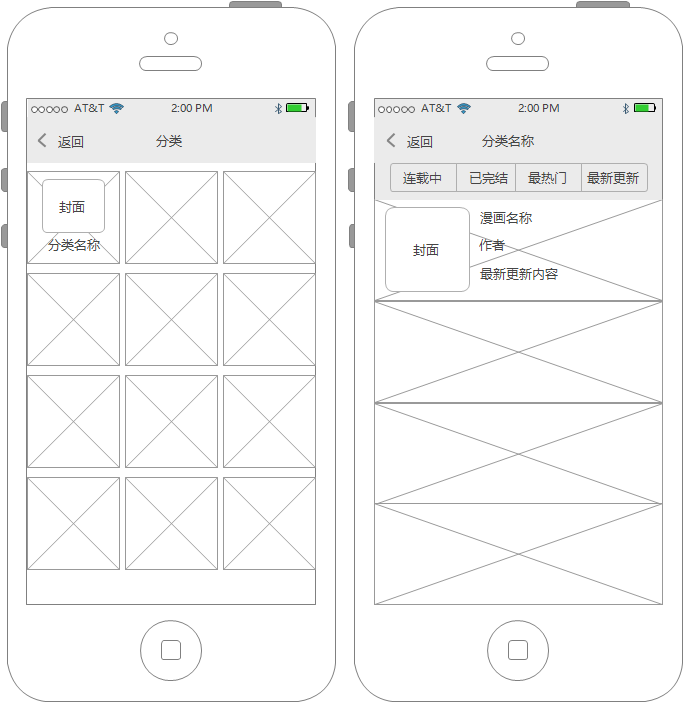 AT&T 2:00 PM
返回 分类
封面
分类名称
AT&T 2:00 PM
返回 分类名称
连载中 已完结 最热门 最新更新
封面
漫画名称
作者
最新更新内容